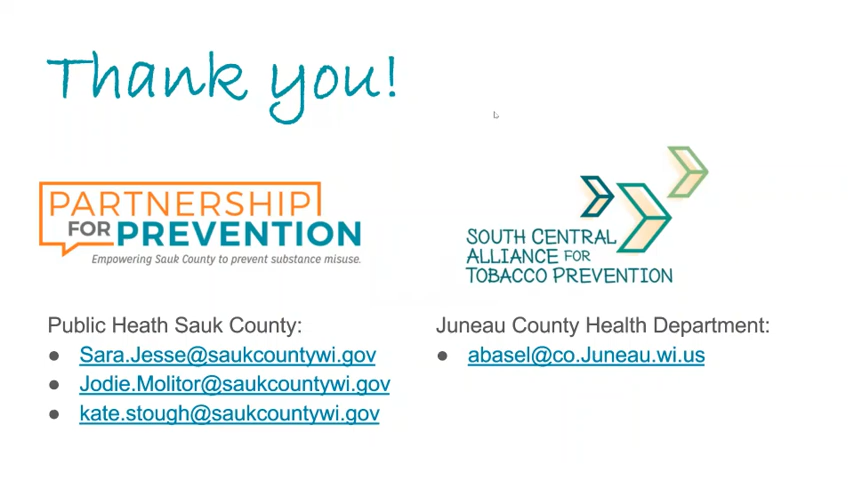 Thank you!
PARTNERSHIP
FOR PREVENTION
Empowering Sauk County to prevent substance misuse.
SOUTH CENTRAL
ALLIANCE FOR
TOBACCO PREVENTION
Public Heath Sauk County:
● Sara.Jesse@saukcountywi.gov
● Jodie.Molitor@saukcountywi.gov
● kate.stough@saukcountywi.gov
Juneau County Health Department:
● abasel@co.Juneau.wi.us